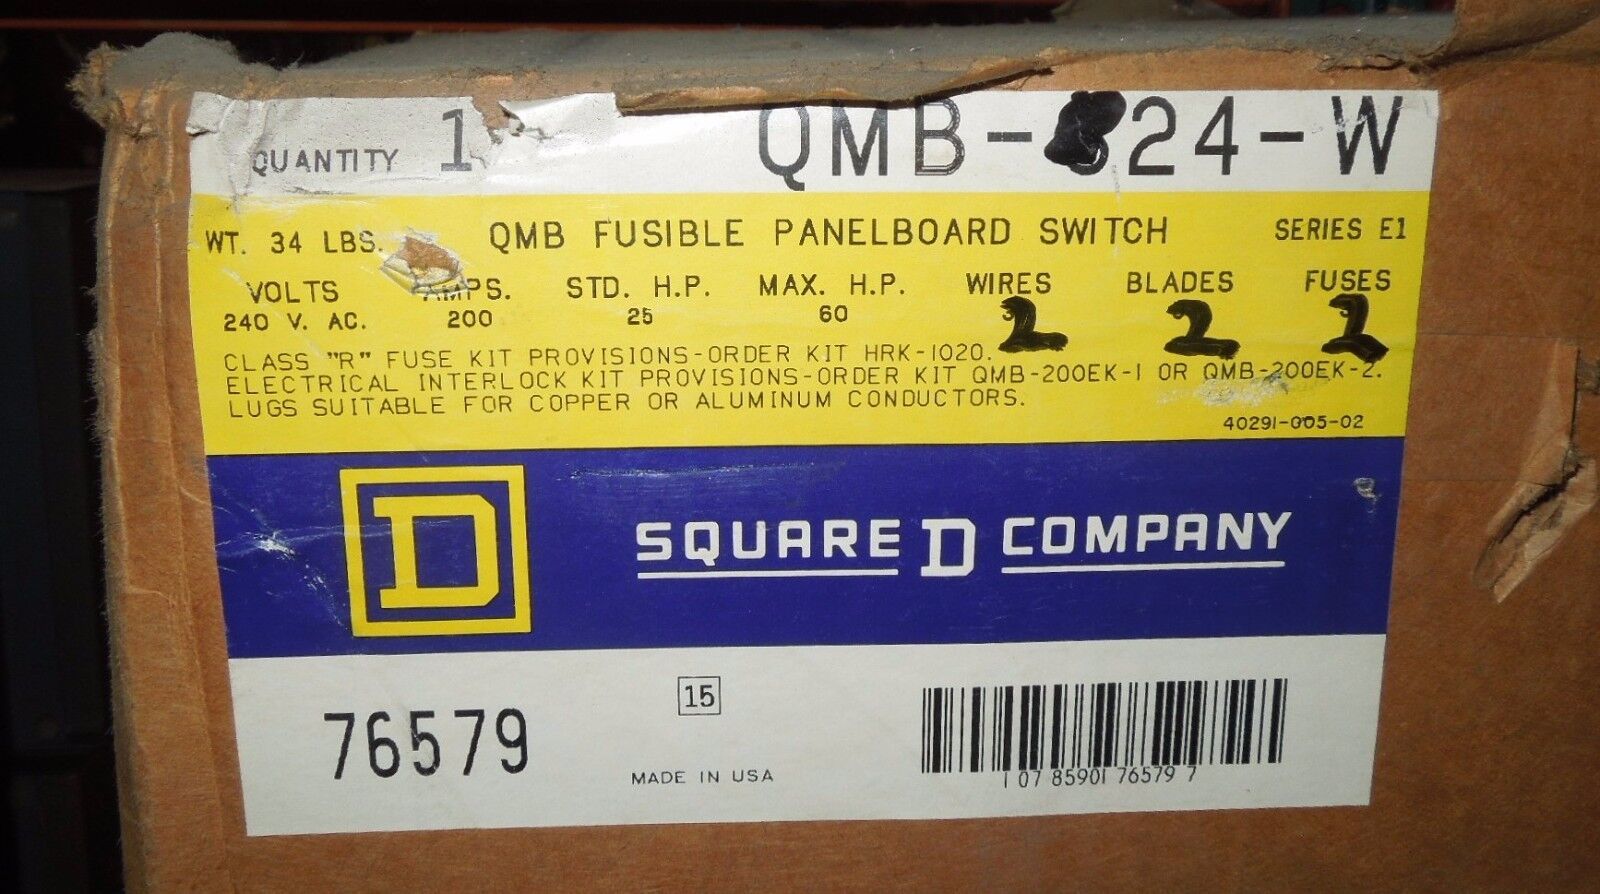 QUANTITY 1
QMB- 24-W
WT. 34 LBS.
QMB FUSIBLE PANELBOARD SWITCH
SERIES E1
VOLTS AMPS. STD. H.P. MAX. H.P. WIRES BLADES FUSES
240 V. AC. 200 25 60 2 2 2
CLASS "R" FUSE KIT PROVISIONS-ORDER KIT HRK-1020.
ELECTRICAL INTERLOCK KIT PROVISIONS-ORDER KIT QMB-200EK-1 OR QMB-200EK-2.
LUGS SUITABLE FOR COPPER OR ALUMINUM CONDUCTORS.
40291-005-02
D
SQUARE D COMPANY
76579
15
MADE IN USA
1 07 85901 76579 7